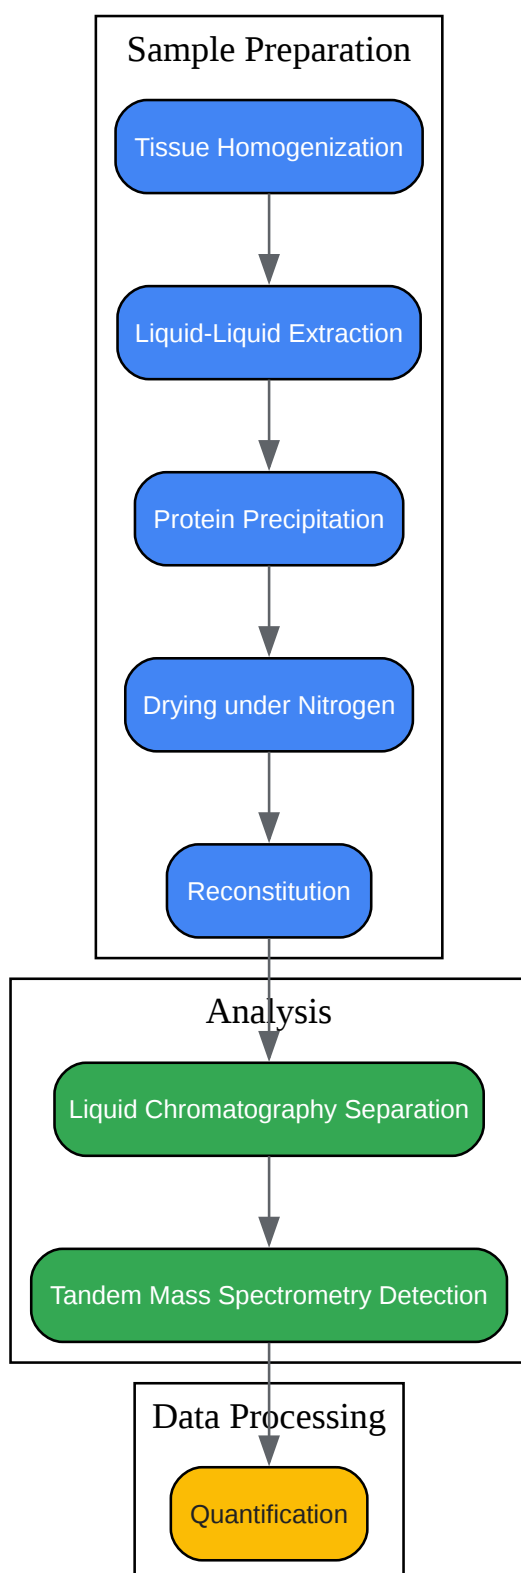 Sample Preparation
Tissue Homogenization
Liquid-Liquid Extraction
Protein Precipitation
Drying under Nitrogen
Reconstitution
Analysis
Liquid Chromatography Separation
Tandem Mass Spectrometry Detection
Data Processing
Quantification